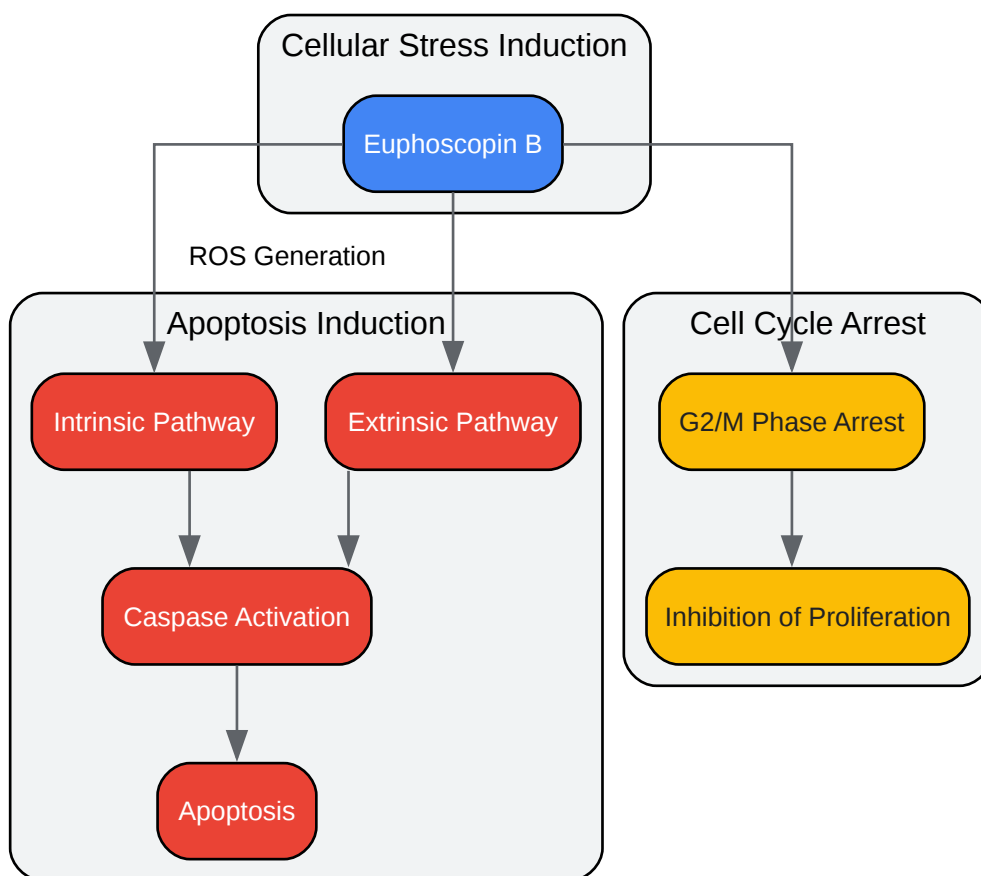 Cellular Stress Induction
Euphoscopin B
ROS Generation
Apoptosis Induction
Cell Cycle Arrest
Intrinsic Pathway
Extrinsic Pathway
G2/M Phase Arrest
Caspase Activation
Inhibition of Proliferation
Apoptosis